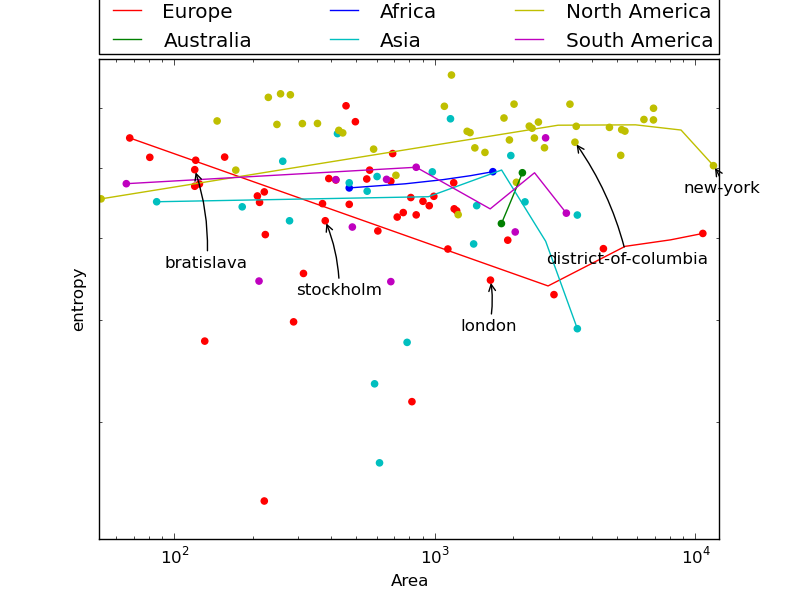 Europe Africa North America
Australia Asia South America
new-york
bratislava
district-of-columbia
stockholm
london
entropy
10² 10³ 10⁴
Area